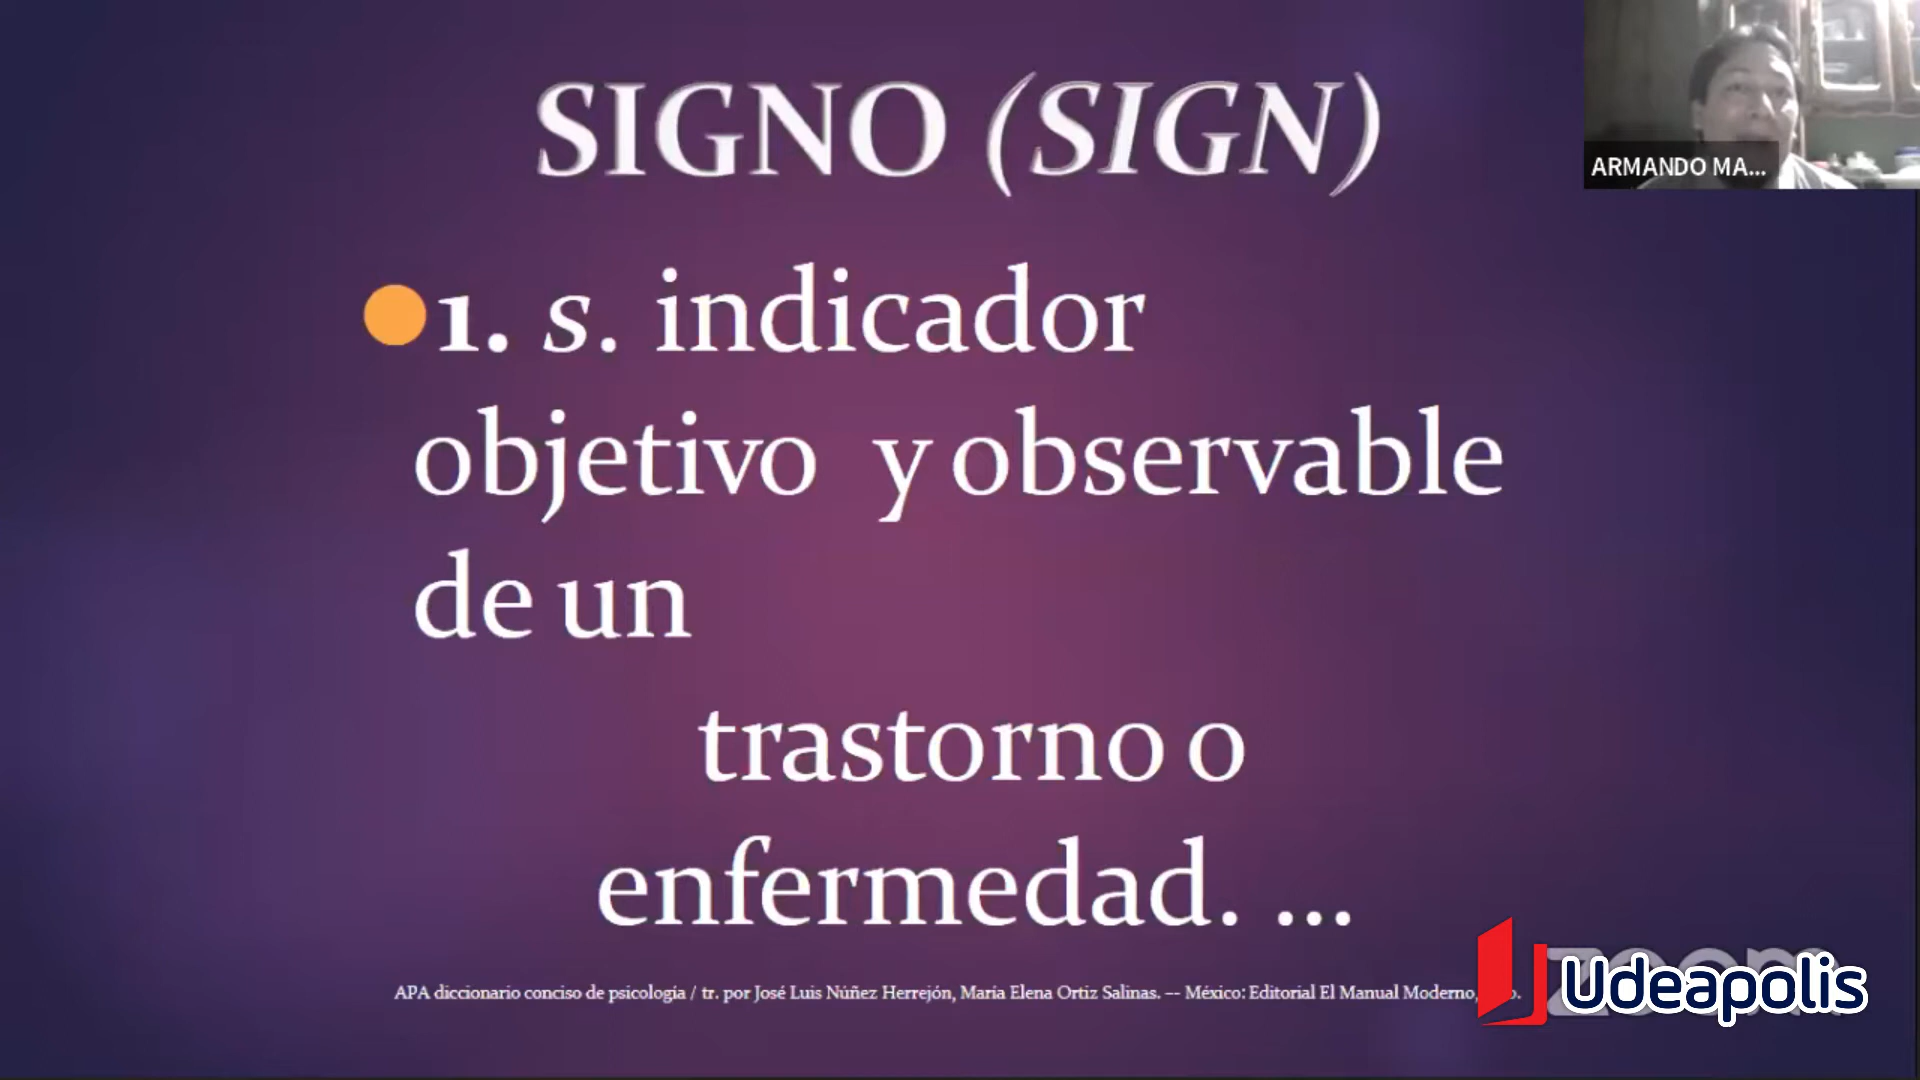 SIGNO (SIGN)
ARMANDO MA...
1. s. indicador
objetivo y observable
de un
trastorno o
enfermedad. ...
APA diccionario conciso de psicología / tr. por José Luis Núñez Herrejón, María Elena Ortiz Salinas. -- México: Editorial El Manual Moderno,
zoom
Udeapolis